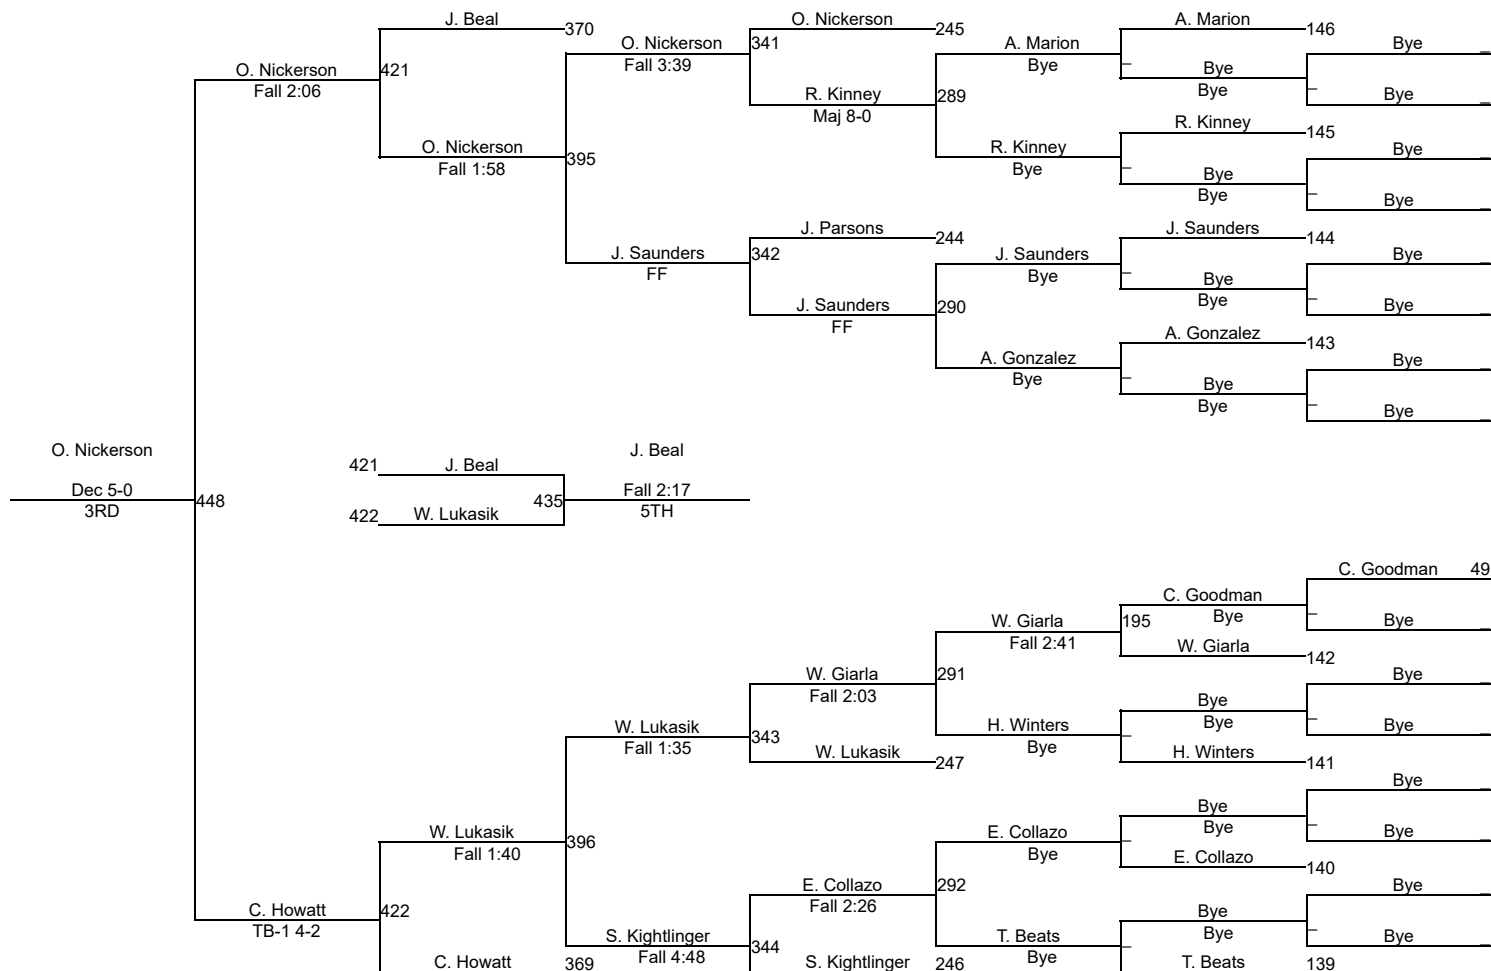 J. Beal
370
O. Nickerson
Fall 3:39
341
O. Nickerson
245
A. Marion
Bye
A. Marion
146
Bye
O. Nickerson
Fall 2:06
421
Bye
Bye
Bye
R. Kinney
Maj 8-0
289
R. Kinney
145
O. Nickerson
Fall 1:58
395
R. Kinney
Bye
Bye
Bye
Bye
Bye
J. Saunders
FF
342
J. Parsons
244
J. Saunders
Bye
J. Saunders
144
Bye
Bye
Bye
Bye
J. Saunders
FF
290
A. Gonzalez
143
A. Gonzalez
Bye
Bye
Bye
Bye
Bye
O. Nickerson
Dec 5-0
3RD
448
421
J. Beal
422
W. Lukasik
435
J. Beal
Fall 2:17
5TH
C. Goodman
49
C. Goodman
Bye
Bye
W. Giarla
Fall 2:41
195
W. Giarla
142
W. Giarla
Fall 2:03
291
Bye
Bye
Bye
Bye
H. Winters
Bye
H. Winters
141
W. Lukasik
Fall 1:35
343
W. Lukasik
247
Bye
Bye
Bye
Bye
W. Lukasik
Fall 1:40
396
E. Collazo
Bye
E. Collazo
140
E. Collazo
Fall 2:26
292
Bye
C. Howatt
TB-1 4-2
422
Bye
Bye
Bye
S. Kightlinger
Fall 4:48
344
T. Beats
Bye
C. Howatt
369
S. Kightlinger
246
T. Beats
139